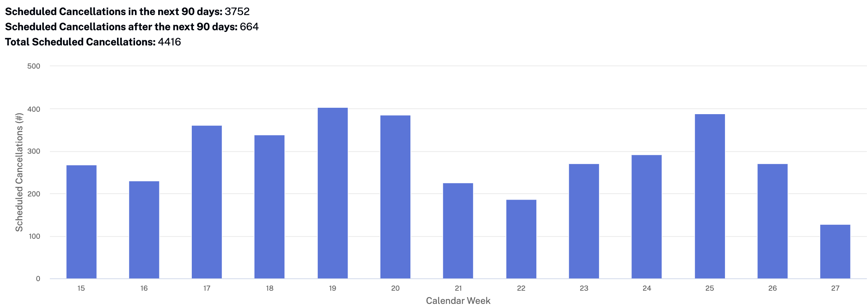 Scheduled Cancellations in the next 90 days: 3752
Scheduled Cancellations after the next 90 days: 664
Total Scheduled Cancellations: 4416
500
400
300
200
100
0
Scheduled Cancellations (#)
15 16 17 18 19 20 21 22 23 24 25 26 27
Calendar Week